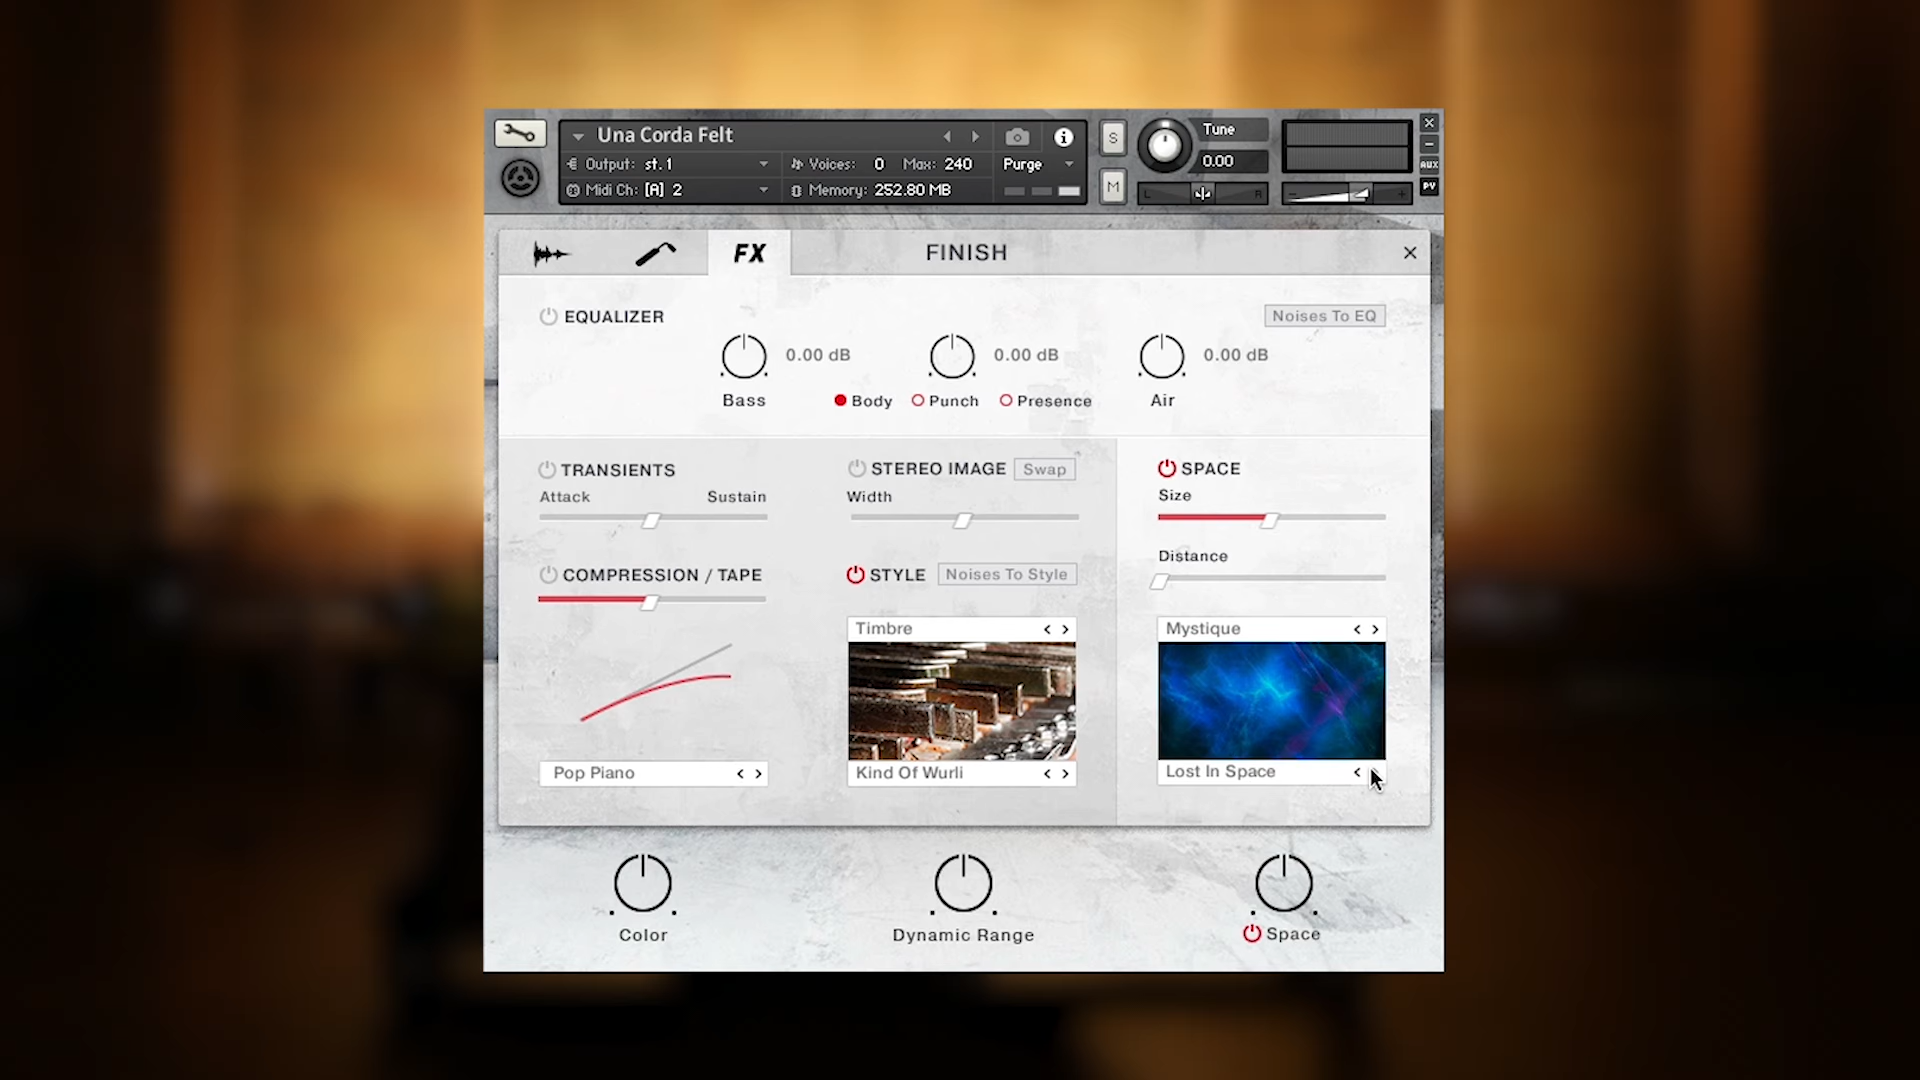 Una Corda Felt
Output: st.1
Voices: 0 Max: 240
Purge
Midi Ch: [A] 2
Memory: 252.80 MB
S
M
Tune
0.00
L R
AUX
PV
FX
FINISH
EQUALIZER
Noises To EQ
0.00 dB
0.00 dB
0.00 dB
Bass
Body
Punch
Presence
Air
TRANSIENTS
Attack
Sustain
STEREO IMAGE
Swap
Width
SPACE
Size
Distance
COMPRESSION / TAPE
STYLE
Noises To Style
Timbre
Mystique
Pop Piano
Kind Of Wurli
Lost In Space
Color
Dynamic Range
Space